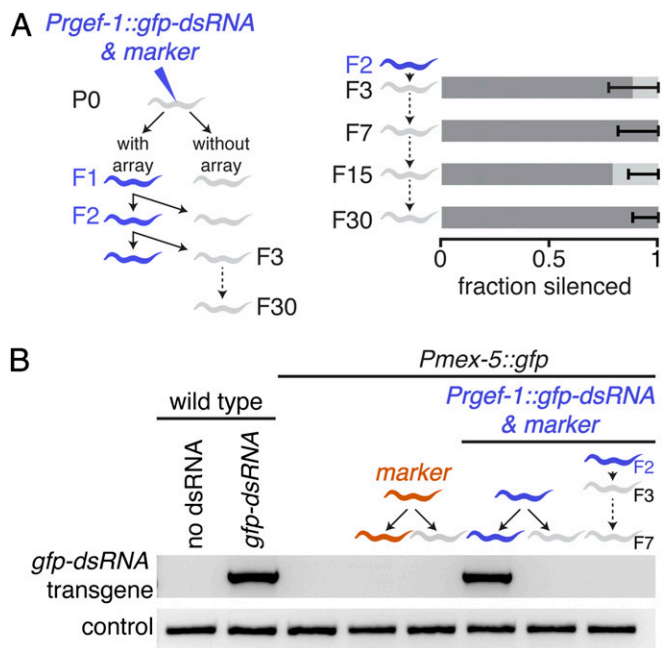 A
Prgef-1::gfp-dsRNA
& marker
P0
with
array
without
array
F1
F2
F3
F30
F2
F3
F7
F15
F30
0
0.5
1
fraction silenced
B
Pmex-5::gfp
wild type
Prgef-1::gfp-dsRNA
& marker
no dsRNA
gfp-dsRNA
marker
F2
F3
F7
gfp-dsRNA
transgene
control